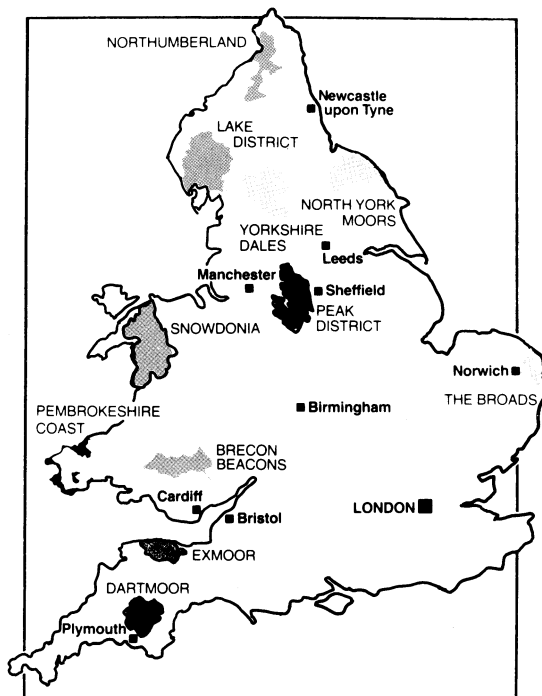 NORTHUMBERLAND
Newcastle
upon Tyne
LAKE
DISTRICT
NORTH YORK
MOORS
YORKSHIRE
DALES
Leeds
Manchester
Sheffield
PEAK
DISTRICT
SNOWDONIA
Norwich
THE BROADS
Birmingham
PEMBROKESHIRE
COAST
BRECON
BEACONS
Cardiff
LONDON
Bristol
EXMOOR
DARTMOOR
Plymouth